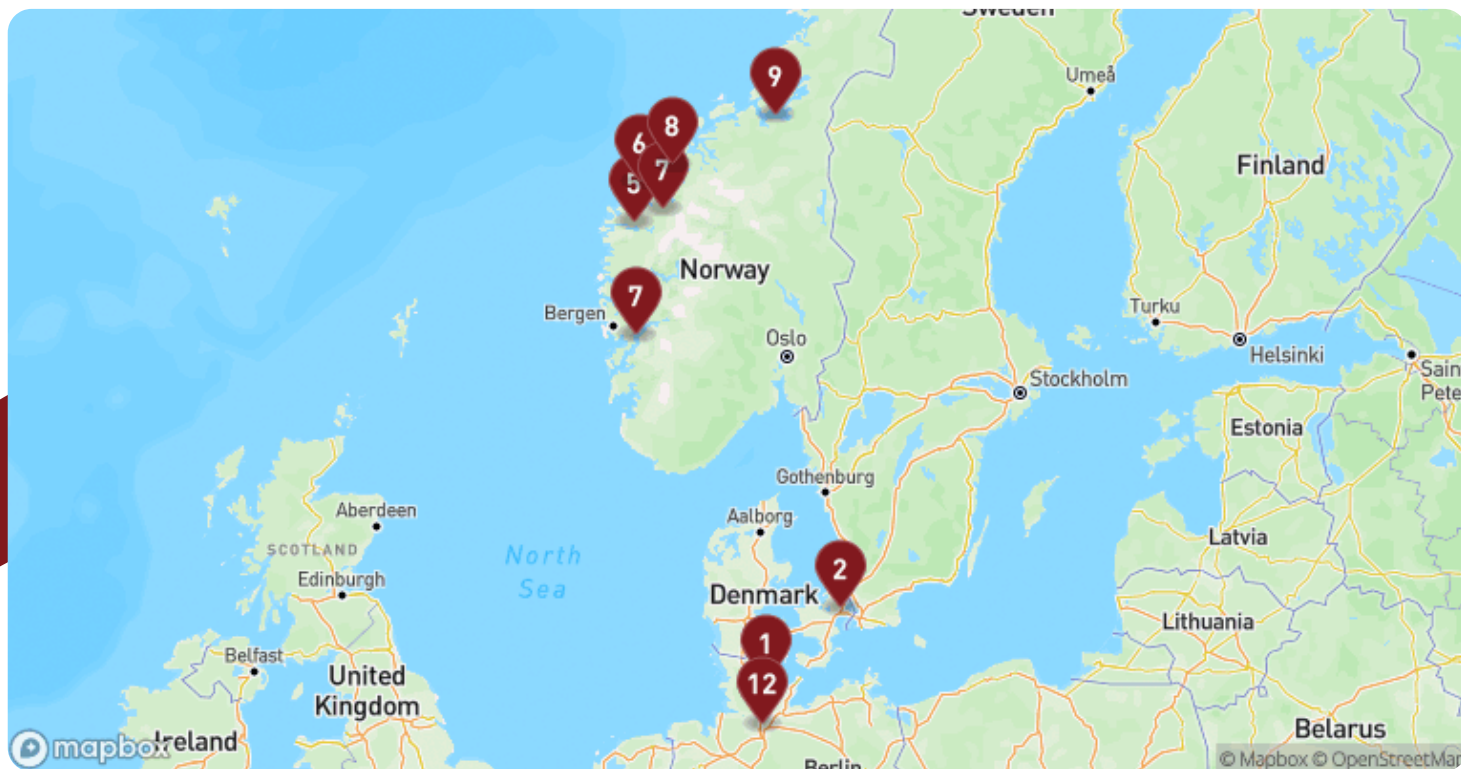 Sweden
9
Umeå
8
6
7
5
Finland
Norway
7
Bergen
Oslo
Turku
Helsinki
Stockholm
Sain
Pete
Estonia
Gothenburg
Aberdeen
Aalborg
SCOTLAND
Latvia
North
Sea
Edinburgh
2
Denmark
Lithuania
1
Belfast
United
Kingdom
12
Ireland
Belarus
mapbox
Berlin
© Mapbox © OpenStreetMap